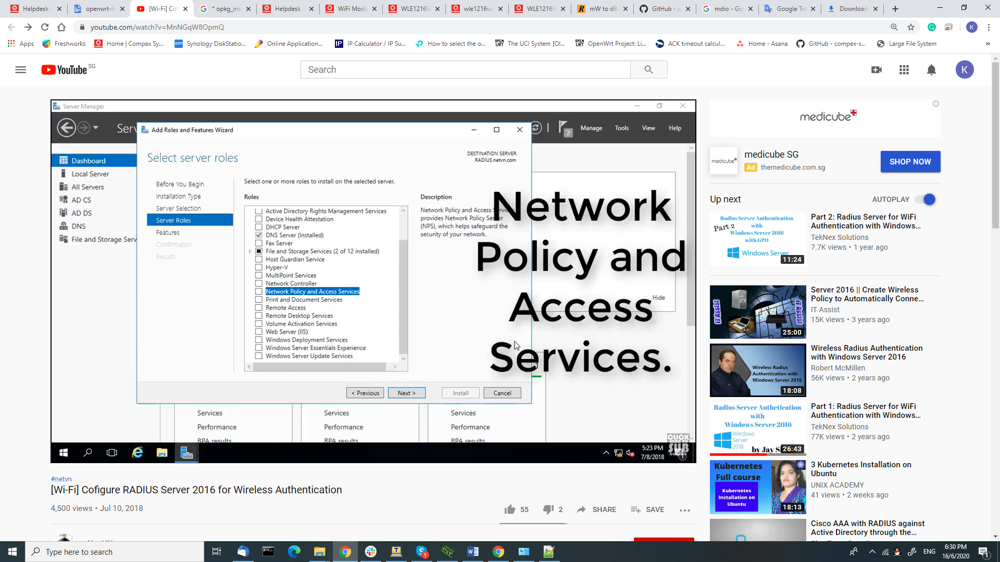 Helpdesk
openwrt-lo
[Wi-Fi] Cof
* opkg_ins
Helpdesk
WiFi Modu
WLE1216V
wle1216vx
WLE1216V
mW to dB
GitHub - c
mdio - Goo
Google Tra
Download
youtube.com/watch?v=MnNGqW8OpmQ
K
Apps
Freshworks
Home | Compex Sy...
DSM
Synology DiskStatio...
Online Application...
IP
IP Calculator / IP Su...
How to select the o...
The UCI System [Ol...
OpenWrt Project: Li...
ACK timeout calcul...
Home - Asana
GitHub - compex-s...
Large File System
YouTube SG
Search
K
Server Manager
Serv
2
Manage
Tools
View
Help
Dashboard
Local Server
All Servers
AD CS
AD DS
DNS
File and Storage Serv
Add Roles and Features Wizard
Select server roles
DESTINATION SERVER
RADIUS.netvn.com
Before You Begin
Installation Type
Server Selection
Server Roles
Features
Confirmation
Results
Select one or more roles to install on the selected server.
Roles
Active Directory Rights Management Services
Device Health Attestation
DHCP Server
DNS Server (Installed)
Fax Server
File and Storage Services (2 of 12 installed)
Host Guardian Service
Hyper-V
MultiPoint Services
Network Controller
Network Policy and Access Services
Print and Document Services
Remote Access
Remote Desktop Services
Volume Activation Services
Web Server (IIS)
Windows Deployment Services
Windows Server Essentials Experience
Windows Server Update Services
Description
Network Policy and Access Services
provides Network Policy Server
(NPS), which helps safeguard the
security of your network.
< Previous
Next >
Install
Cancel
Network
Policy and
Access
Services.
Hide
Services
Performance
BPA results
Services
Performance
BPA results
Services
Performance
BPA results
CLICK
HERE TO
SUB
SCRIBE
5:23 PM
7/8/2018
#netvn
[Wi-Fi] Cofigure RADIUS Server 2016 for Wireless Authentication
4,500 views • Jul 10, 2018
55
2
SHARE
SAVE
medicube
medicube
medicube SG
Ad themedicube.com.sg
SHOP NOW
Up next
AUTOPLAY
Radius Server Authentication
with
Windows Server 2016
with GPO
Part 2
Windows Server
11:24
Part 2: Radius Server for WiFi
Authentication with Windows...
TekNex Solutions
7.7K views • 1 year ago
IT Assist
IT Assist
25:00
Server 2016 || Create Wireless
Policy to Automatically Conne...
IT Assist
15K views • 3 years ago
Wireless Radius
Authentication with
Windows Server 2016
18:08
Wireless Radius Authentication
with Windows Server 2016
Robert McMillen
56K views • 2 years ago
Radius Server Autentication
with
Windows Server 2016
Windows
Server
2016
by Jay Si
26:43
Part 1: Radius Server for WiFi
Authentication with Windows...
TekNex Solutions
77K views • 2 years ago
Kubernetes
Full course
Kubernetes
Installation on
Ubuntu
18:13
3 Kubernetes Installation on
Ubuntu
UNIX ACADEMY
41 views • 2 weeks ago
Cisco AAA with RADIUS against
Active Directory through the...
Type here to search
1
ENG
6:30 PM
16/6/2020
1